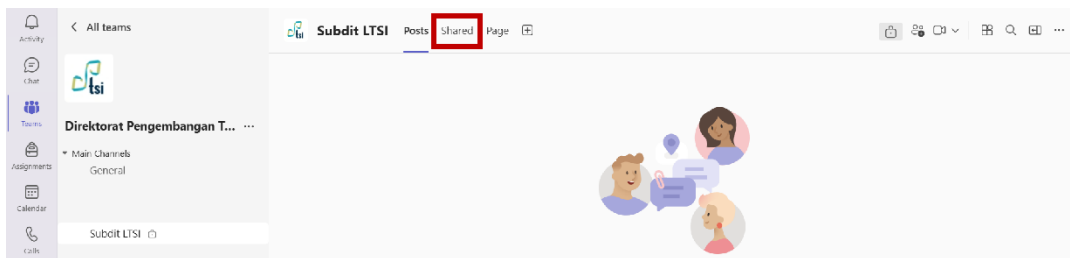 Activity
Chat
Teams
Assignments
Calendar
Calls
All teams
tsi
Direktorat Pengembangan T... ...
Main Channels
General
Subdit LTSI
tsi Subdit LTSI Posts Shared Page